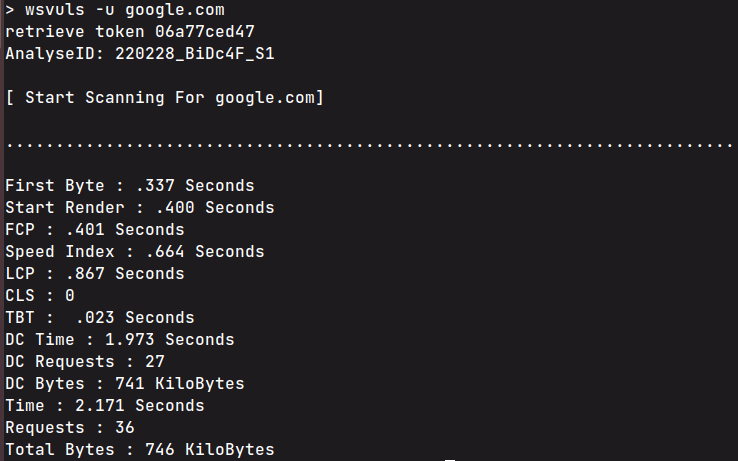 > wsvuls -u google.com
retrieve token 06a77ced47
AnalyseID: 220228_BiDc4F_S1
[ Start Scanning For google.com]
.........................................................................
First Byte : .337 Seconds
Start Render : .400 Seconds
FCP : .401 Seconds
Speed Index : .664 Seconds
LCP : .867 Seconds
CLS : 0
TBT :  .023 Seconds
DC Time : 1.973 Seconds
DC Requests : 27
DC Bytes : 741 KiloBytes
Time : 2.171 Seconds
Requests : 36
Total Bytes : 746 KiloBytes